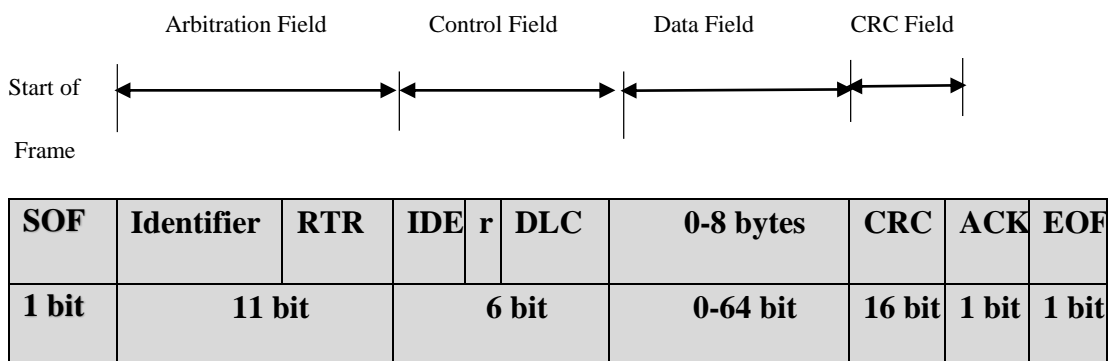 Arbitration Field Control Field Data Field CRC Field
Start of
Frame
SOF Identifier RTR IDE r DLC 0-8 bytes CRC ACK EOF
1 bit 11 bit 6 bit 0-64 bit 16 bit 1 bit 1 bit